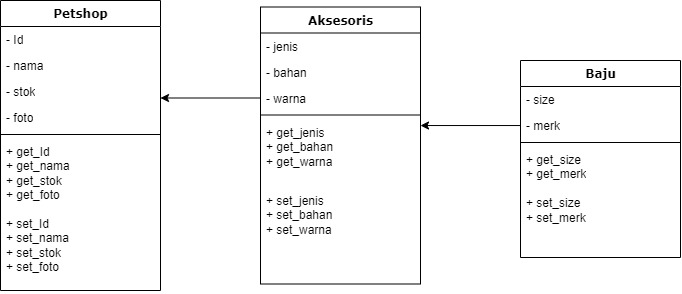 Petshop
- Id
- nama
- stok
- foto
+ get_Id
+ get_nama
+ get_stok
+ get_foto
+ set_Id
+ set_nama
+ set_stok
+ set_foto
Aksesoris
- jenis
- bahan
- warna
+ get_jenis
+ get_bahan
+ get_warna
+ set_jenis
+ set_bahan
+ set_warna
Baju
- size
- merk
+ get_size
+ get_merk
+ set_size
+ set_merk